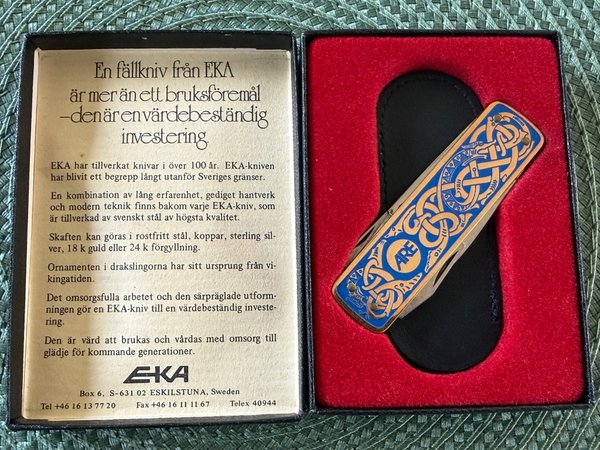 En fällkniv från EKA
är mer än ett bruksföremål
–den är en värdebeständig
investering
EKA har tillverkat knivar i över 100 år. EKA-kniven
har blivit ett begrepp långt utanför Sveriges gränser.
En kombination av lång erfarenhet, gediget hantverk
och modern teknik finns bakom varje EKA-kniv, som
är tillverkad av svenskt stål av högsta kvalitet.
Skaften kan göras i rostfritt stål, koppar, sterling sil-
ver, 18 k guld eller 24 k förgyllning.
Ornamenten i drakslingorna har sitt ursprung från vi-
kingatiden.
Det omsorgsfulla arbetet och den särpräglade utform-
ningen gör en EKA-kniv till en värdebeständig investe-
ring.
Den är värd att brukas och vårdas med omsorg till
glädje för kommande generationer.
EKA
Box 6, S-631 02 ESKILSTUNA, Sweden
Tel +46 16 13 77 20 Fax +46 16 11 11 67 Telex 40944
ARE